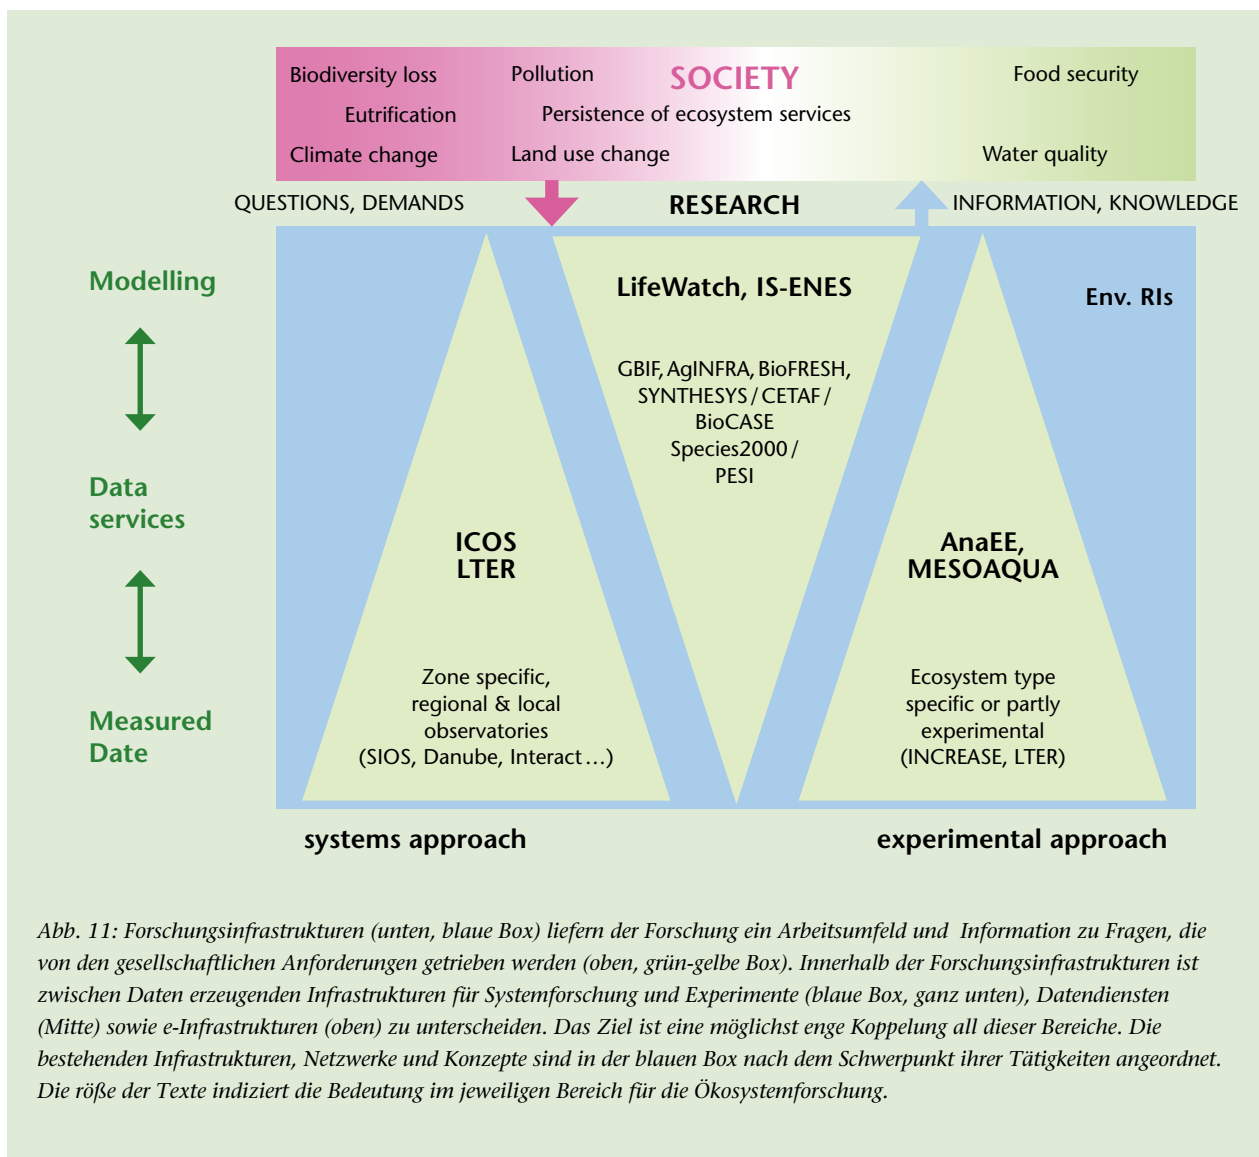 Biodiversity loss
Pollution
SOCIETY
Food security
Eutrification
Persistence of ecosystem services
Climate change
Land use change
Water quality
QUESTIONS, DEMANDS
RESEARCH
INFORMATION, KNOWLEDGE
Modelling
Data
services
Measured
Date
LifeWatch, IS-ENES
GBIF, AgINFRA, BioFRESH,
SYNTHESYS / CETAF /
BioCASE
Species2000 /
PESI
Env. RIs
ICOS
LTER
Zone specific,
regional & local
observatories
(SIOS, Danube, Interact…)
AnaEE,
MESOAQUA
Ecosystem type
specific or partly
experimental
(INCREASE, LTER)
systems approach
experimental approach
Abb. 11: Forschungsinfrastrukturen (unten, blaue Box) liefern der Forschung ein Arbeitsumfeld und Information zu Fragen, die
von den gesellschaftlichen Anforderungen getrieben werden (oben, grün-gelbe Box). Innerhalb der Forschungsinfrastrukturen ist
zwischen Daten erzeugenden Infrastrukturen für Systemforschung und Experimente (blaue Box, ganz unten), Datendiensten
(Mitte) sowie e-Infrastrukturen (oben) zu unterscheiden. Das Ziel ist eine möglichst enge Koppelung all dieser Bereiche. Die
bestehenden Infrastrukturen, Netzwerke und Konzepte sind in der blauen Box nach dem Schwerpunkt ihrer Tätigkeiten angeordnet.
Die röße der Texte indiziert die Bedeutung im jeweiligen Bereich für die Ökosystemforschung.